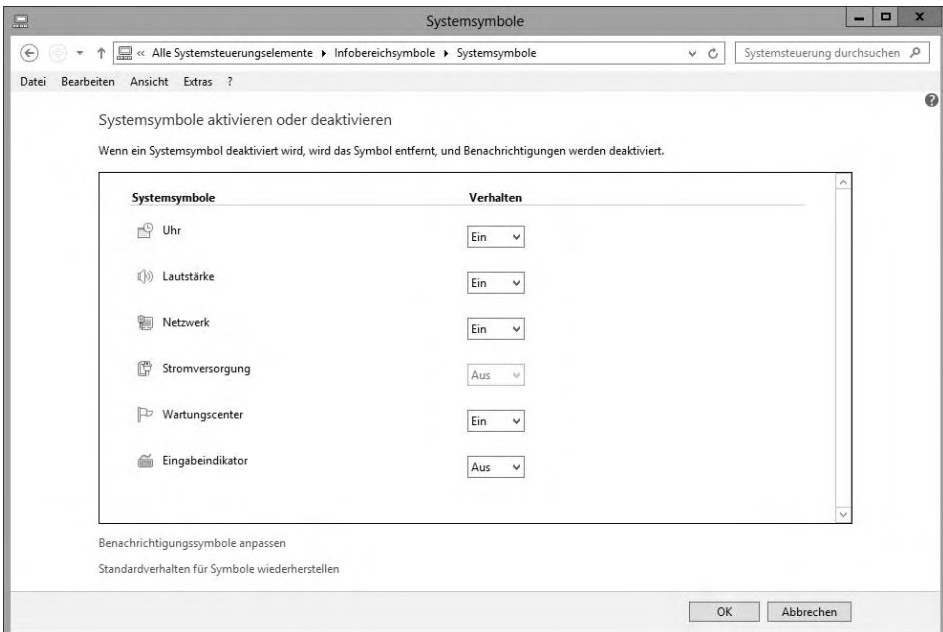 Systemsymbole
« Alle Systemsteuerungselemente ▸ Infobereichsymbole ▸ Systemsymbole
Systemsteuerung durchsuchen
Datei Bearbeiten Ansicht Extras ?
Systemsymbole aktivieren oder deaktivieren
Wenn ein Systemsymbol deaktiviert wird, wird das Symbol entfernt, und Benachrichtigungen werden deaktiviert.
Systemsymbole Verhalten
Uhr Ein
Lautstärke Ein
Netzwerk Ein
Stromversorgung Aus
Wartungscenter Ein
Eingabeindikator Aus
Benachrichtigungssymbole anpassen
Standardverhalten für Symbole wiederherstellen
OK Abbrechen